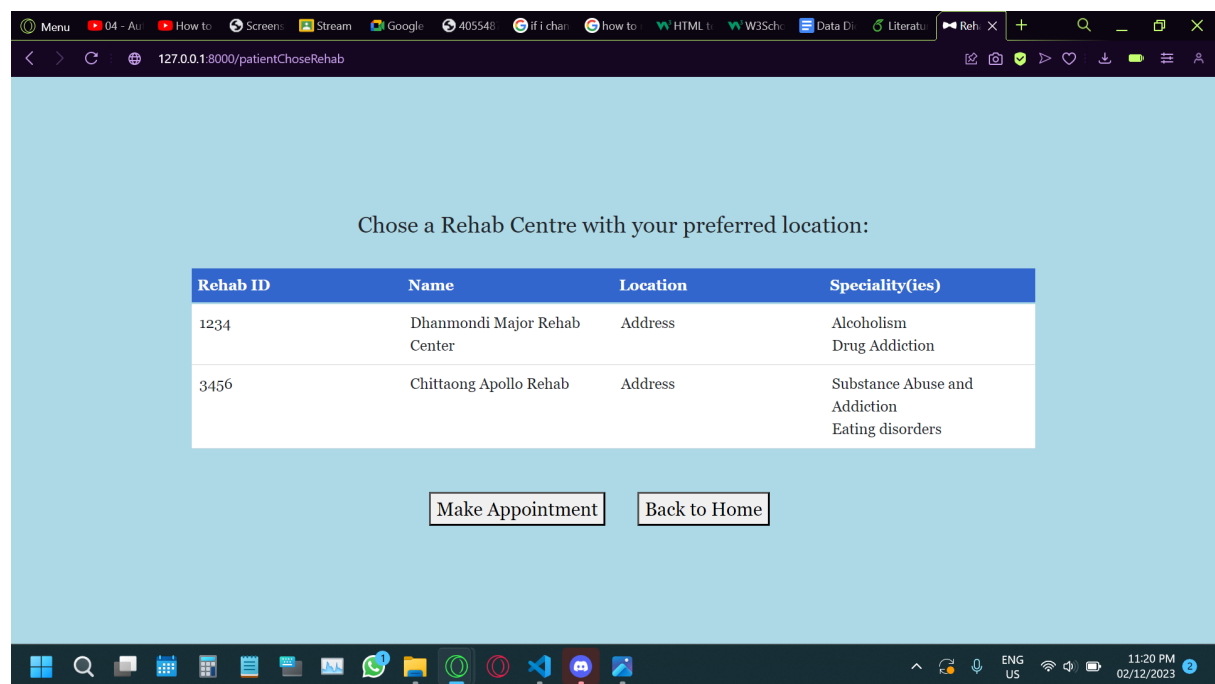 Menu 04 - Au How to Screens Stream Google 405548 if i chan how to HTML t W3Scho Data Di Literatu Reh
127.0.0.1:8000/patientChoseRehab
Chose a Rehab Centre with your preferred location:
Rehab ID Name Location Speciality(ies)
1234 Dhanmondi Major Rehab Address Alcoholism
Center Drug Addiction
3456 Chittaong Apollo Rehab Address Substance Abuse and
Addiction
Eating disorders
Make Appointment Back to Home
1
ENG 11:20 PM
US 02/12/2023 2